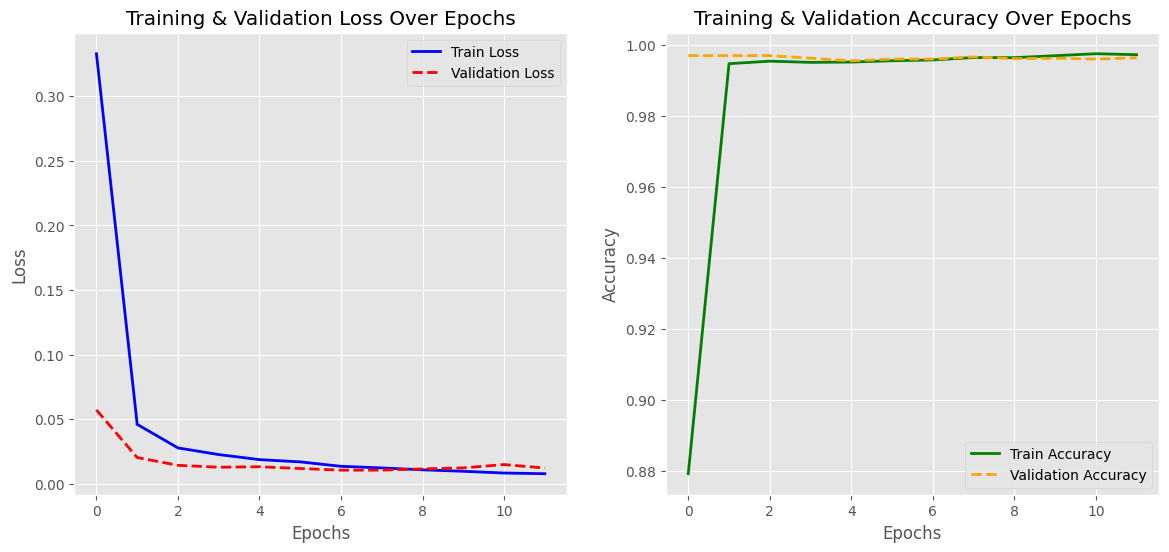 Training & Validation Loss Over Epochs
Train Loss
Validation Loss
0.30
0.25
0.20
0.15
0.10
0.05
0.00
Loss
0 2 4 6 8 10
Epochs
Training & Validation Accuracy Over Epochs
1.00
0.98
0.96
0.94
0.92
0.90
0.88
Accuracy
Train Accuracy
Validation Accuracy
0 2 4 6 8 10
Epochs